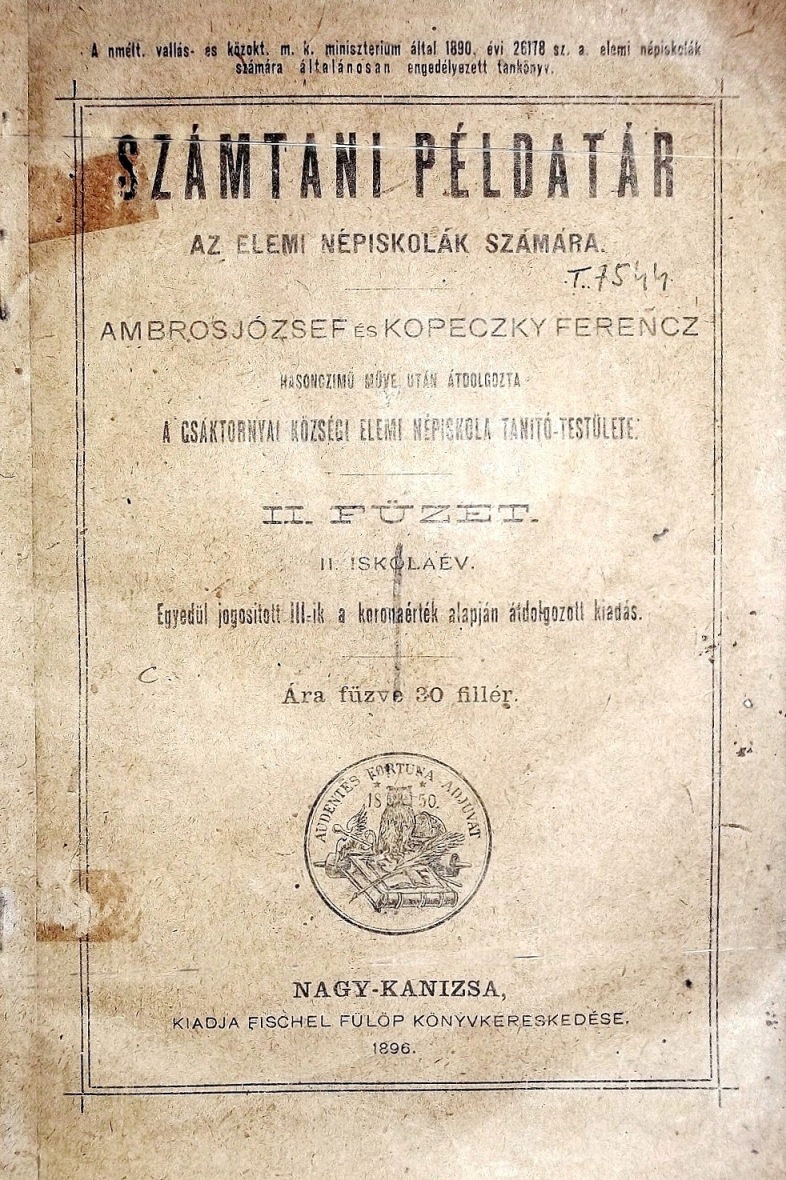 A nmélt. vallás- és közokt. m. k. miniszterium által 1890. évi 26178 sz. a. elemi népiskolák
számára általánosan engedélyezett tankönyv.
SZÁMTANI PÉLDATÁR
AZ ELEMI NÉPISKOLÁK SZÁMÁRA.
T. 7544.
AMBROS JÓZSEF ÉS KOPECZKY FERENCZ
HASONCZIMŰ MŰVE UTÁN ÁTDOLGOZTA
A CSÁKTORNYAI KÖZSÉGI ELEMI NÉPISKOLA TANITÓ-TESTÜLETE.
II. FÜZET.
II. ISKOLAÉV.
Egyedül jogositott III-ik a koronaérték alapján átdolgozott kiadás.
Ára füzve 30 fillér.
AUDENTES FORTUNA ADJUVAT
18 50.
NAGY-KANIZSA,
KIADJA FISCHEL FÜLÖP KÖNYVKERESKEDÉSE.
1896.